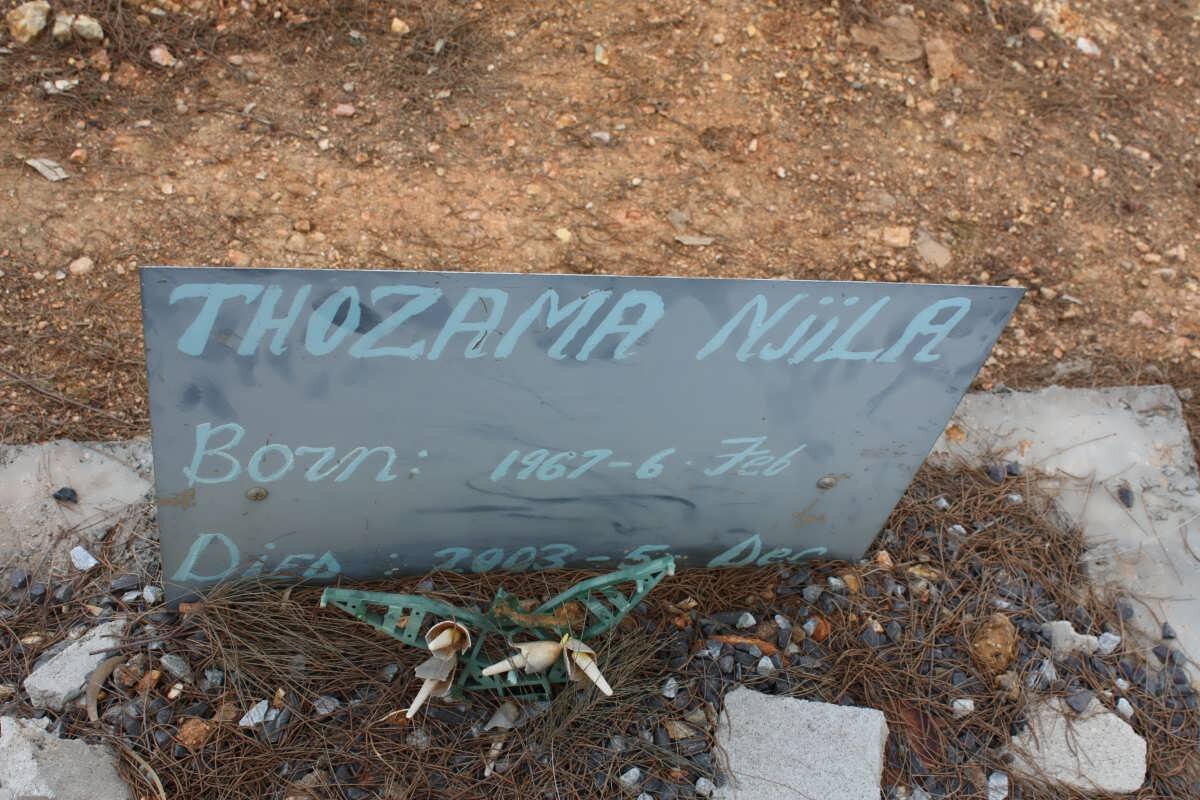 THOZAMA NJILA
Born: 1967-6 Feb
DIED: 2003-5 Dec